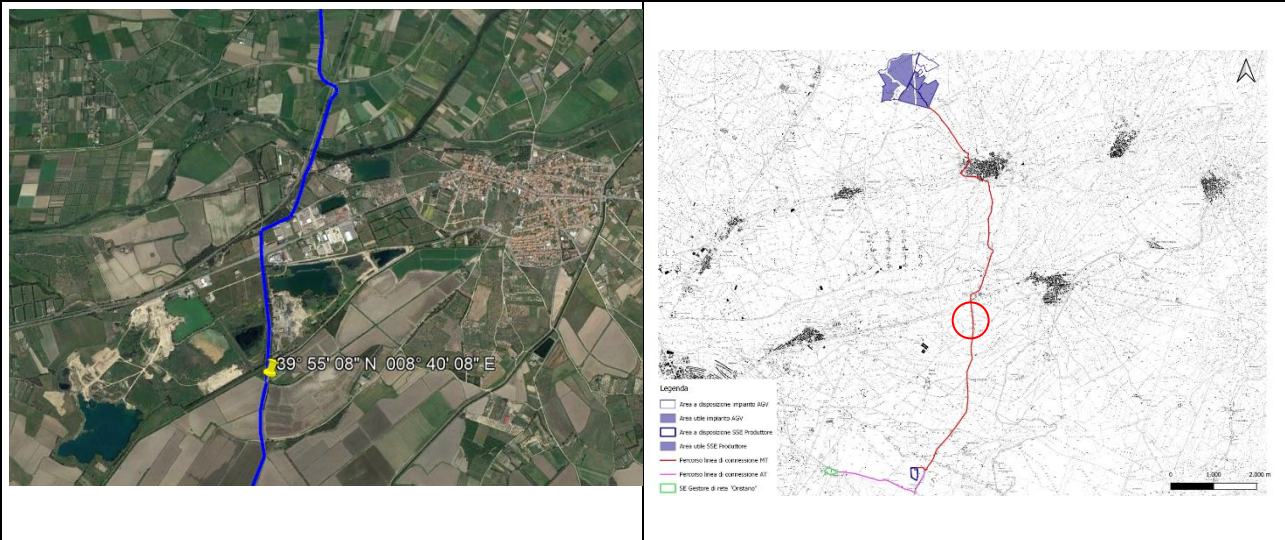 39° 55' 08" N  008° 40' 08" E
Legenda
Area a disposizione impianto AGV
Area utile impianto AGV
Area a disposizione SSE Produttore
Area utile SSE Produttore
Percorso linea di connessione MT
Percorso linea di connessione AT
SE Gestore di rete "Oristano"
0 1.000 2.000 m